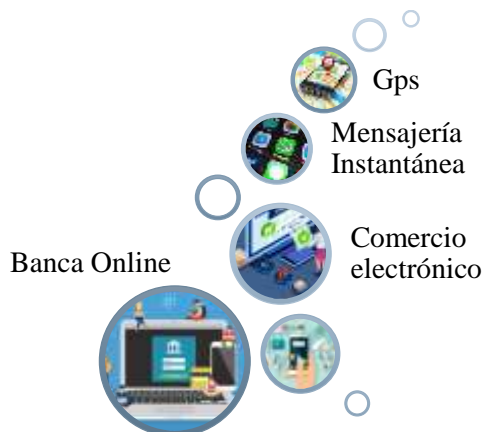 Gps
Mensajería
Instantánea
Comercio
electrónico
Banca Online